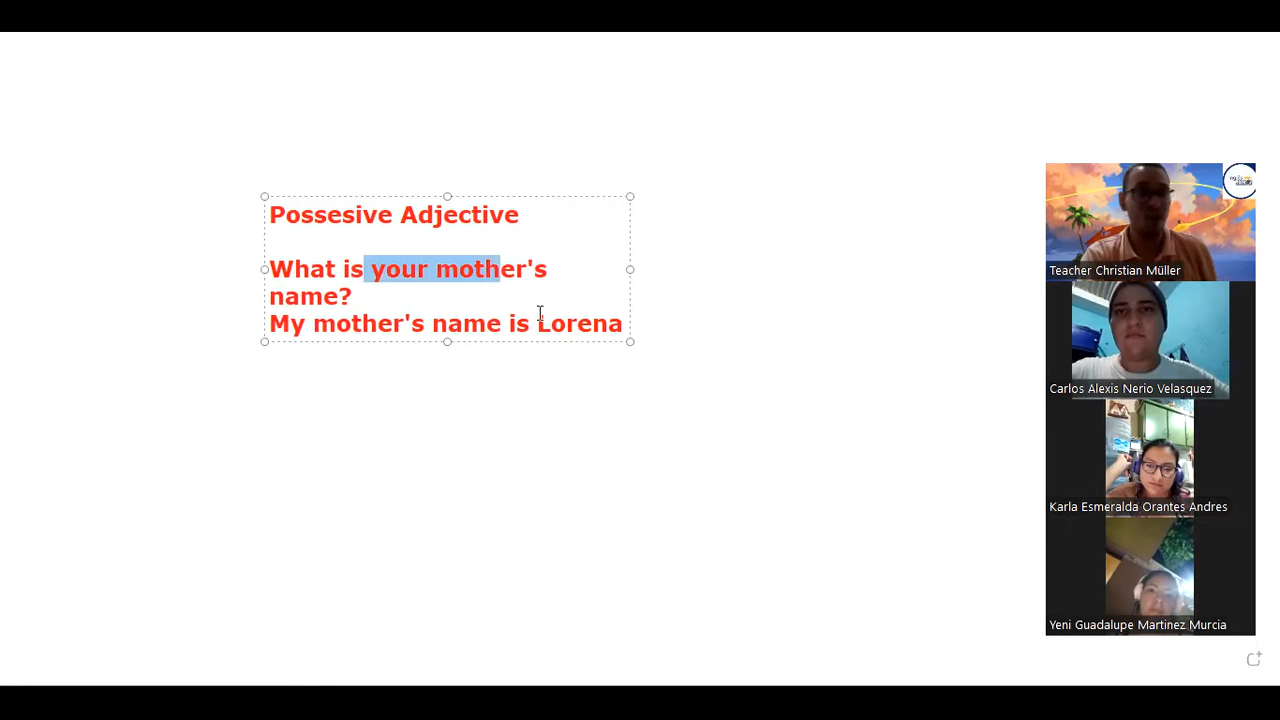 Possesive Adjective
What is your mother's
name?
My mother's name is Lorena
Teacher Christian Müller
Carlos Alexis Nerio Velasquez
Karla Esmeralda Orantes Andres
Yeni Guadalupe Martinez Murcia